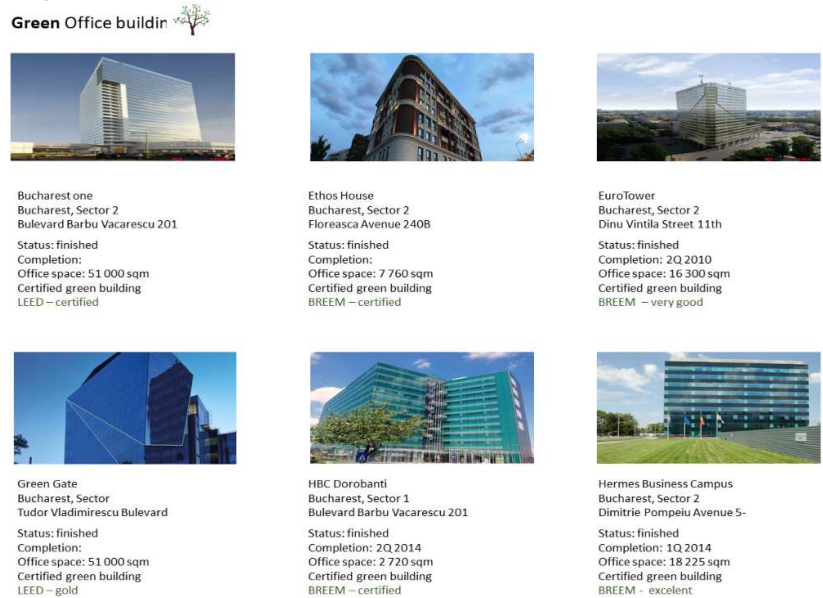 Green Office buildin
Bucharest one
Bucharest, Sector 2
Bulevard Barbu Vacarescu 201
Status: finished
Completion:
Office space: 51 000 sqm
Certified green building
LEED – certified
Ethos House
Bucharest, Sector 2
Floreasca Avenue 240B
Status: finished
Completion:
Office space: 7 760 sqm
Certified green building
BREEM – certified
EuroTower
Bucharest, Sector 2
Dinu Vintila Street 11th
Status: finished
Completion: 2Q 2010
Office space: 16 300 sqm
Certified green building
BREEM – very good
Green Gate
Bucharest, Sector
Tudor Vladimirescu Bulevard
Status: finished
Completion:
Office space: 51 000 sqm
Certified green building
LEED – gold
HBC Dorobanti
Bucharest, Sector 1
Bulevard Barbu Vacarescu 201
Status: finished
Completion: 2Q 2014
Office space: 2 720 sqm
Certified green building
BREEM – certified
Hermes Business Campus
Bucharest, Sector 2
Dimitrie Pompeiu Avenue 5-
Status: finished
Completion: 1Q 2014
Office space: 18 225 sqm
Certified green building
BREEM - excelent